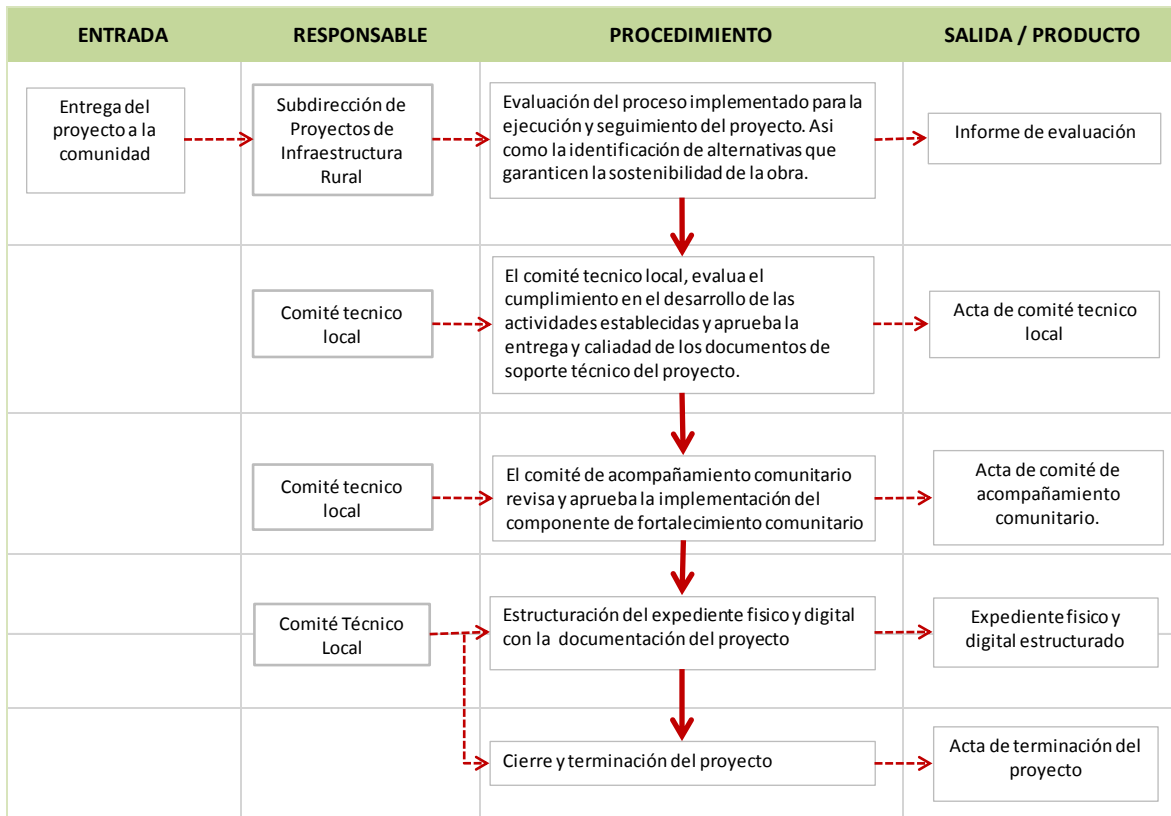 ENTRADA
RESPONSABLE
PROCEDIMIENTO
SALIDA / PRODUCTO
Entrega del
proyecto a la
comunidad
Subdirección de
Proyectos de
Infraestructura
Rural
Evaluación del proceso implementado para la
ejecución y seguimiento del proyecto. Asi
como la identificación de alternativas que
garanticen la sostenibilidad de la obra.
Informe de evaluación
Comité tecnico
local
El comité tecnico local, evalua el
cumplimiento en el desarrollo de las
actividades establecidas y aprueba la
entrega y caliadad de los documentos de
soporte técnico del proyecto.
Acta de comité tecnico
local
Comité tecnico
local
El comité de acompañamiento comunitario
revisa y aprueba la implementación del
componente de fortalecimiento comunitario
Acta de comité de
acompañamiento
comunitario.
Comité Técnico
Local
Estructuración del expediente fisico y digital
con la documentación del proyecto
Expediente fisico y
digital estructurado
Cierre y terminación del proyecto
Acta de terminación del
proyecto